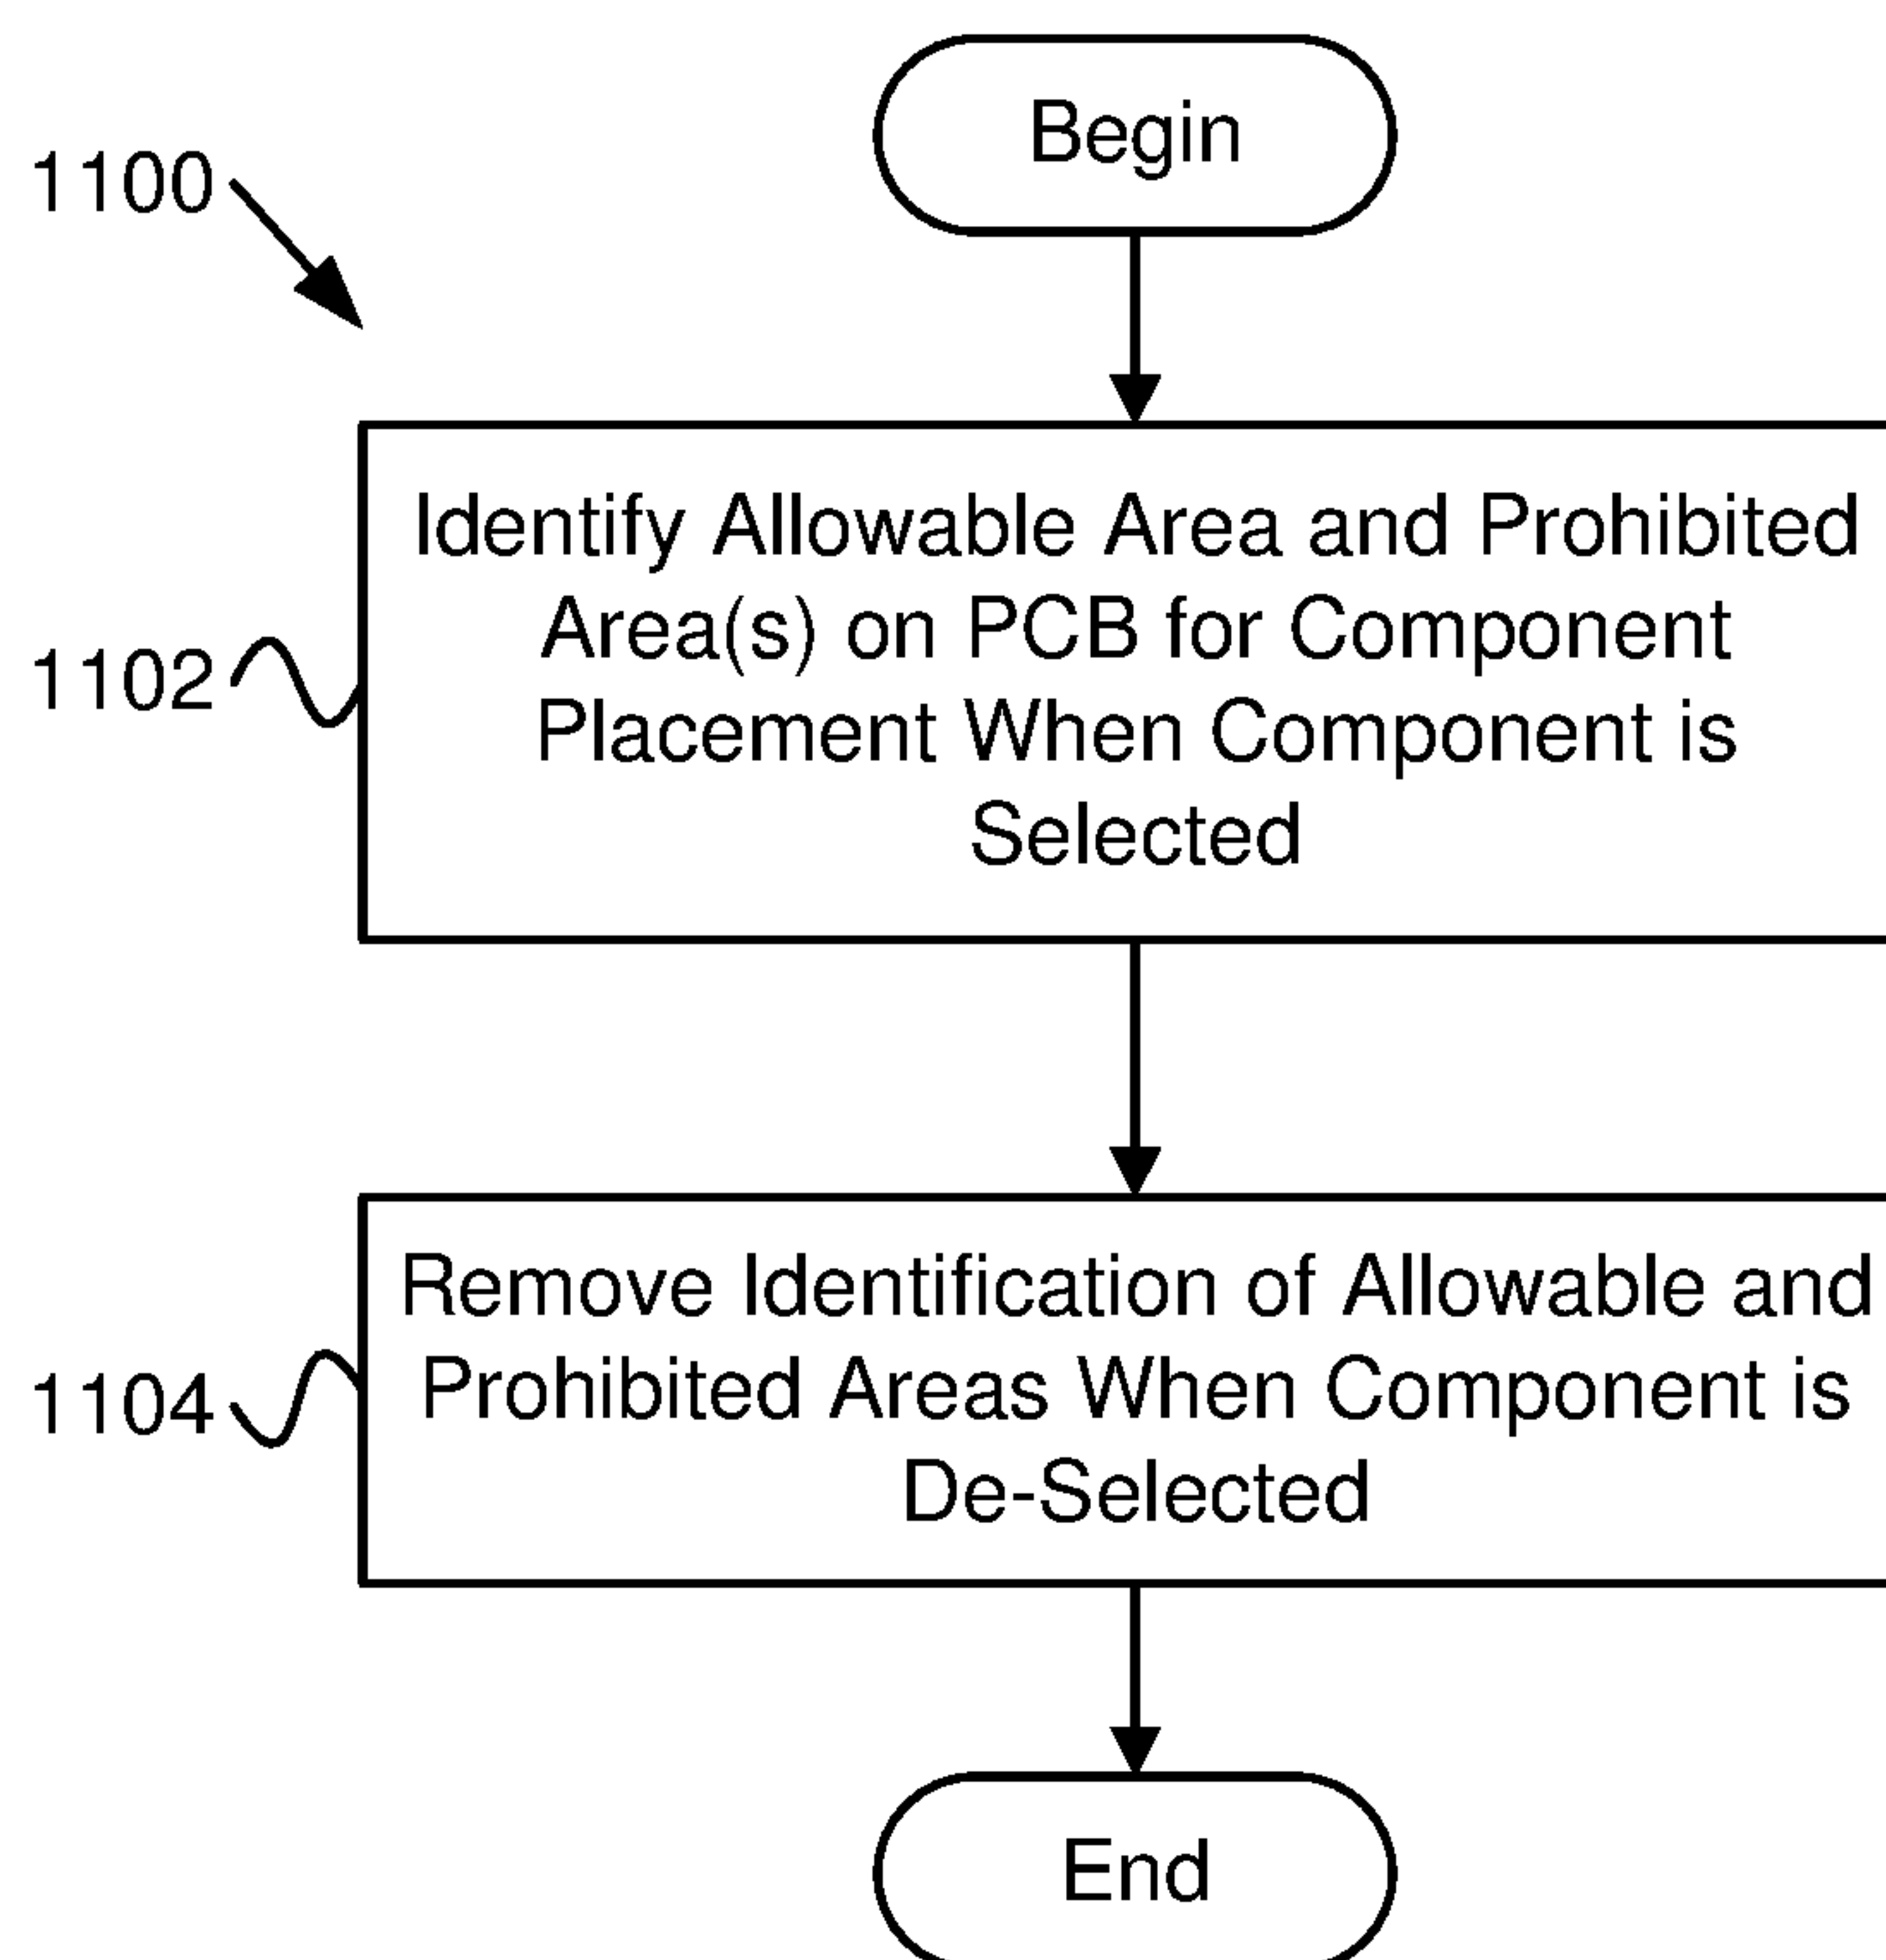 Begin
1100
Identify Allowable Area and Prohibited
Area(s) on PCB for Component
Placement When Component is
Selected
1102
Remove Identification of Allowable and
Prohibited Areas When Component is
De-Selected
1104
End